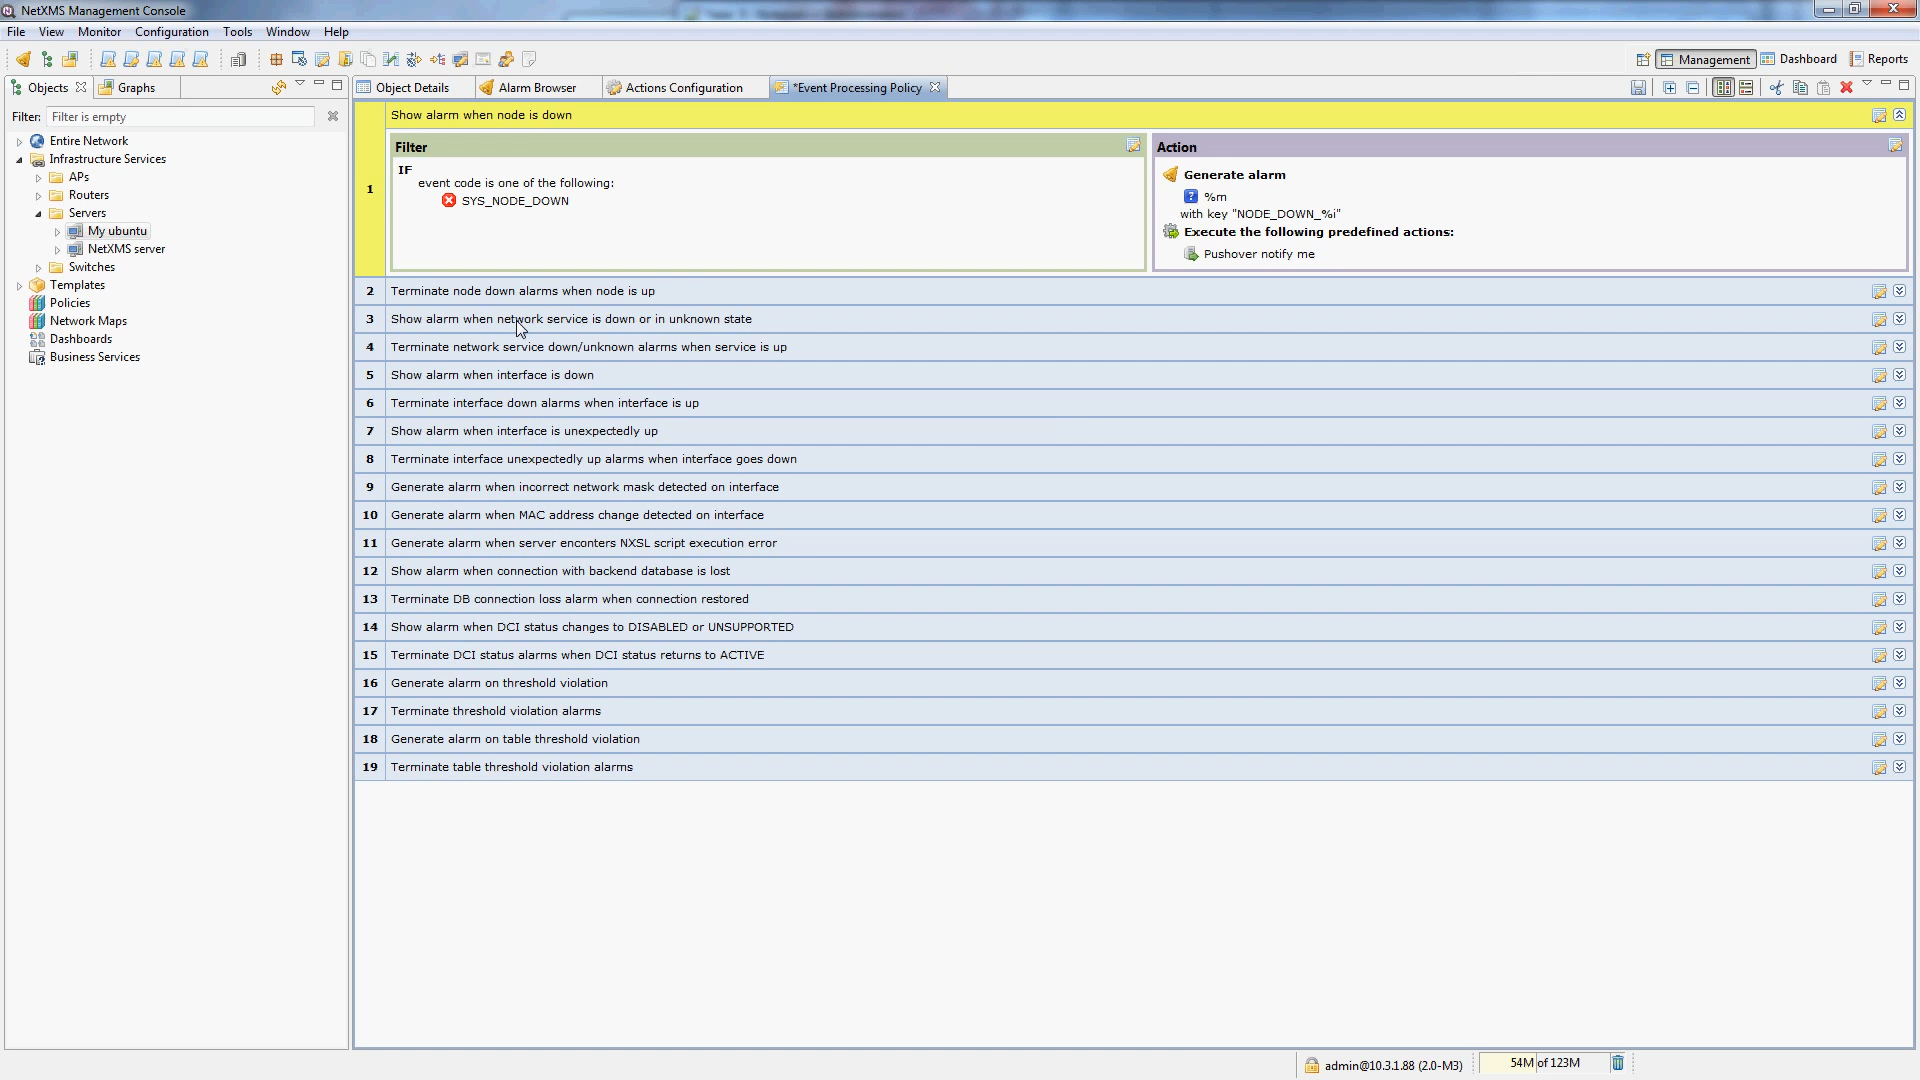 NetXMS Management Console
File View Monitor Configuration Tools Window Help
Management Dashboard Reports
Objects Graphs
Object Details Alarm Browser Actions Configuration *Event Processing Policy
Filter: Filter is empty
Entire Network
Infrastructure Services
APs
Routers
Servers
My ubuntu
NetXMS server
Switches
Templates
Policies
Network Maps
Dashboards
Business Services
1 Show alarm when node is down
Filter
IF
event code is one of the following:
SYS_NODE_DOWN
Action
Generate alarm
%m
with key "NODE_DOWN_%i"
Execute the following predefined actions:
Pushover notify me
2 Terminate node down alarms when node is up
3 Show alarm when network service is down or in unknown state
4 Terminate network service down/unknown alarms when service is up
5 Show alarm when interface is down
6 Terminate interface down alarms when interface is up
7 Show alarm when interface is unexpectedly up
8 Terminate interface unexpectedly up alarms when interface goes down
9 Generate alarm when incorrect network mask detected on interface
10 Generate alarm when MAC address change detected on interface
11 Generate alarm when server enconters NXSL script execution error
12 Show alarm when connection with backend database is lost
13 Terminate DB connection loss alarm when connection restored
14 Show alarm when DCI status changes to DISABLED or UNSUPPORTED
15 Terminate DCI status alarms when DCI status returns to ACTIVE
16 Generate alarm on threshold violation
17 Terminate threshold violation alarms
18 Generate alarm on table threshold violation
19 Terminate table threshold violation alarms
admin@10.3.1.88 (2.0-M3) 54M of 123M